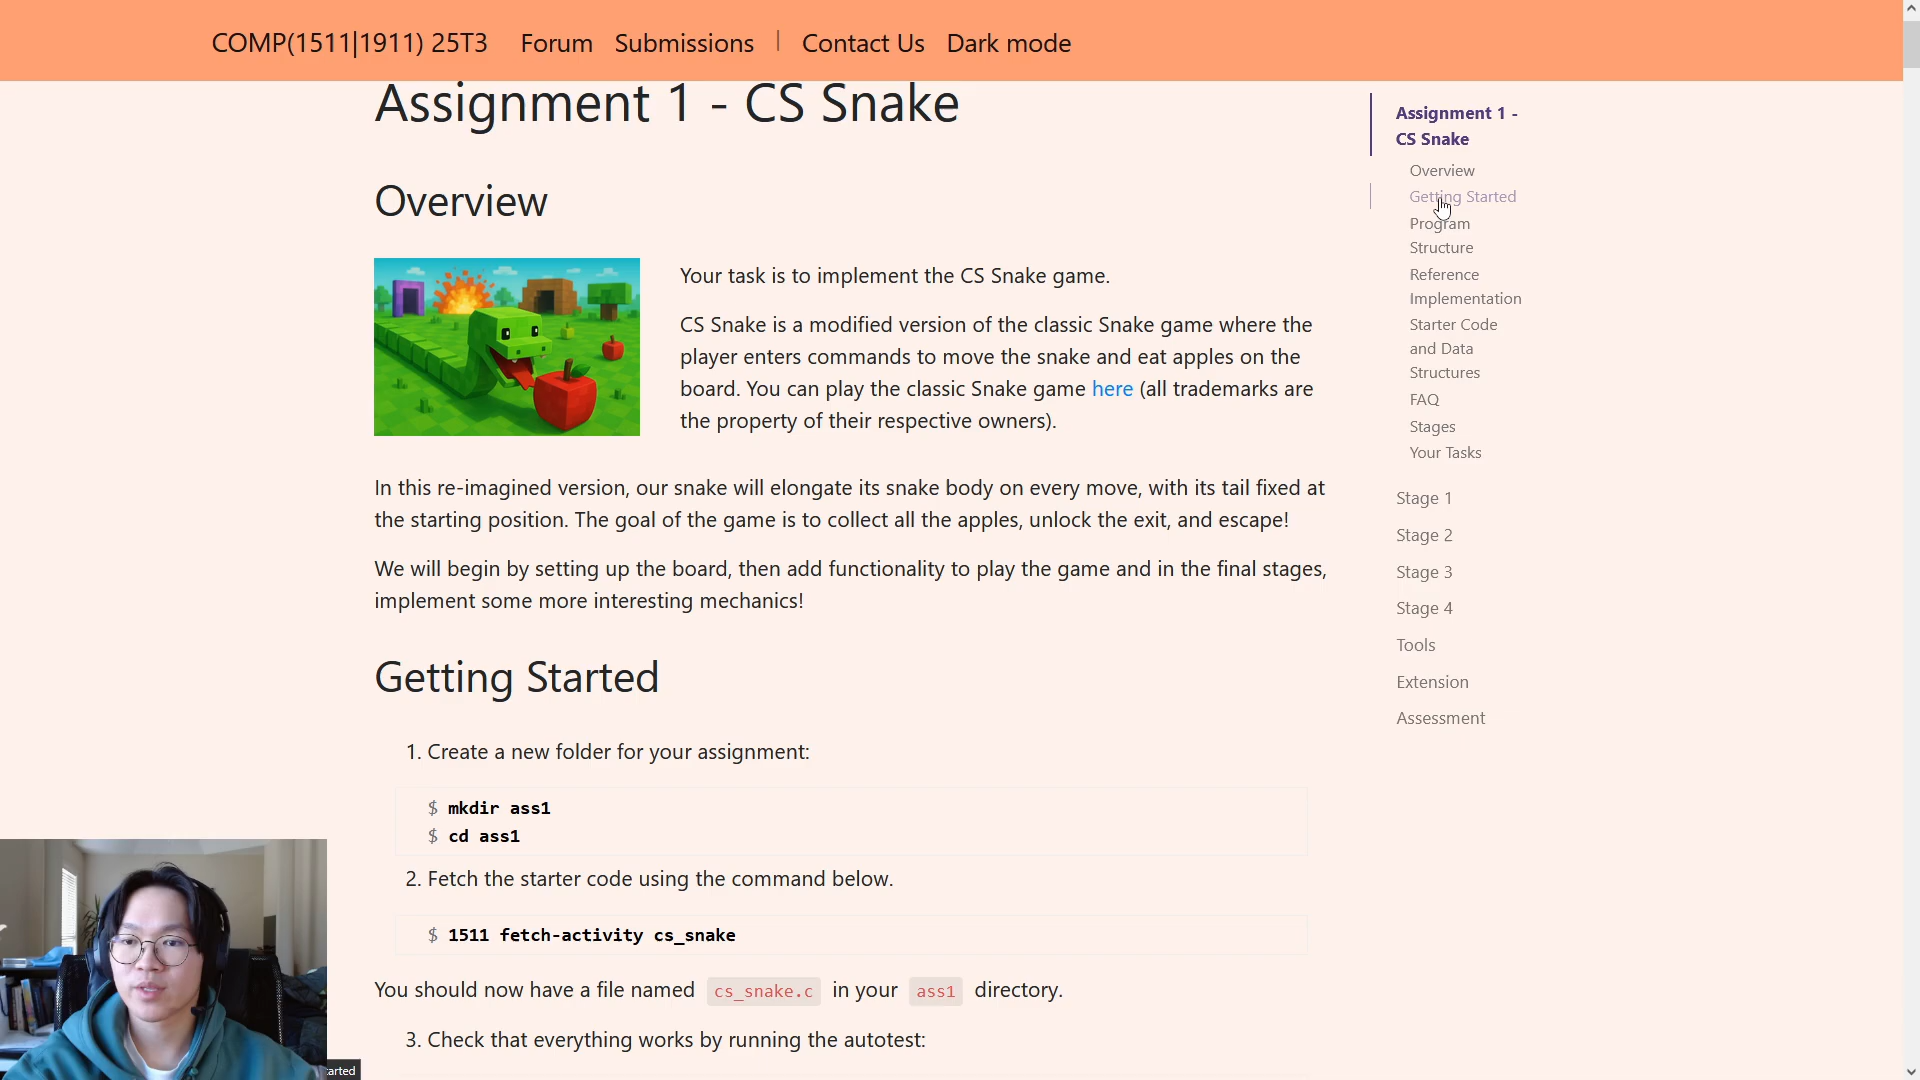 COMP(1511|1911) 25T3 Forum Submissions | Contact Us Dark mode
Assignment 1 - CS Snake
Overview
Your task is to implement the CS Snake game.
CS Snake is a modified version of the classic Snake game where the
player enters commands to move the snake and eat apples on the
board. You can play the classic Snake game here (all trademarks are
the property of their respective owners).
In this re-imagined version, our snake will elongate its snake body on every move, with its tail fixed at
the starting position. The goal of the game is to collect all the apples, unlock the exit, and escape!
We will begin by setting up the board, then add functionality to play the game and in the final stages,
implement some more interesting mechanics!
Getting Started
1. Create a new folder for your assignment:
$ mkdir ass1
$ cd ass1
2. Fetch the starter code using the command below.
$ 1511 fetch-activity cs_snake
You should now have a file named cs_snake.c in your ass1 directory.
3. Check that everything works by running the autotest:
Assignment 1 -
CS Snake
Overview
Getting Started
Program
Structure
Reference
Implementation
Starter Code
and Data
Structures
FAQ
Stages
Your Tasks
Stage 1
Stage 2
Stage 3
Stage 4
Tools
Extension
Assessment